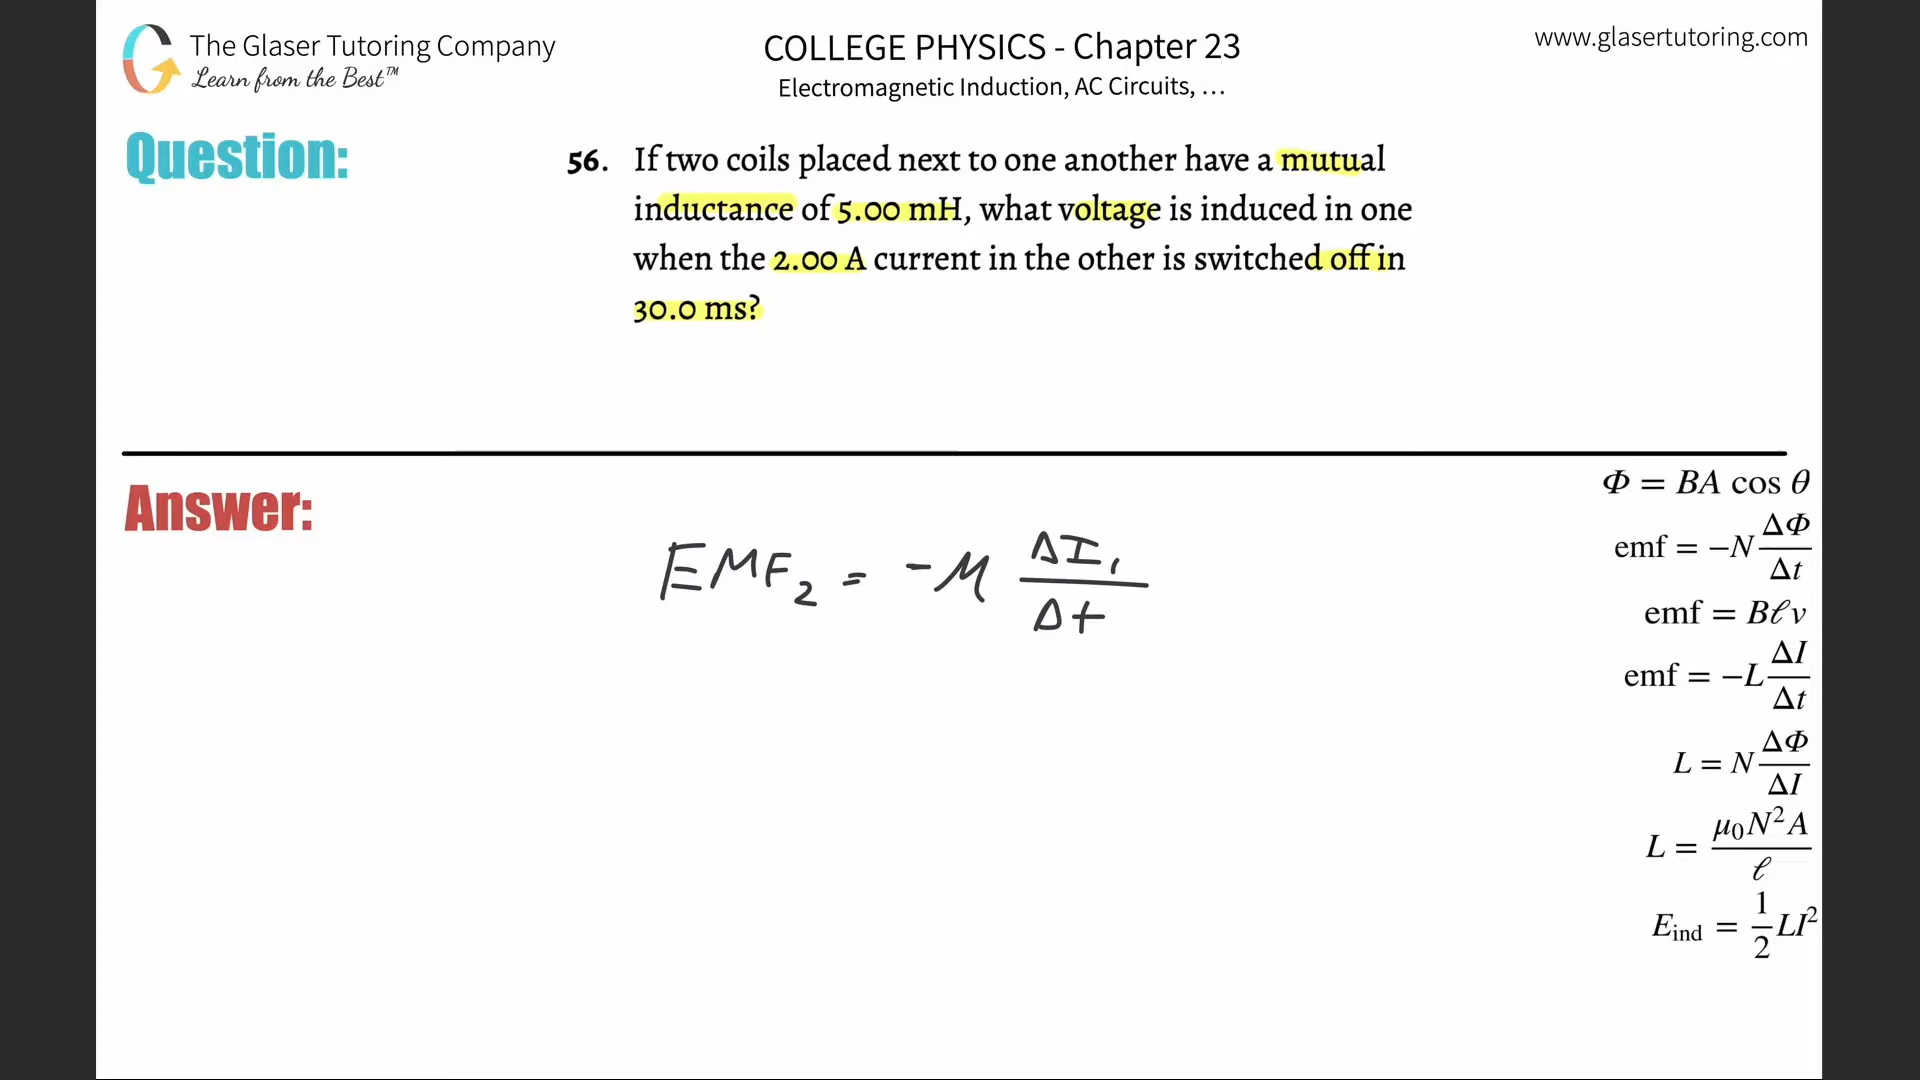 The Glaser Tutoring Company
Learn from the Best™
COLLEGE PHYSICS - Chapter 23
Electromagnetic Induction, AC Circuits, …
www.glasertutoring.com
Question:
56. If two coils placed next to one another have a mutual
inductance of 5.00 mH, what voltage is induced in one
when the 2.00 A current in the other is switched off in
30.0 ms?
Answer:
EMF₂ = -M ΔI₁/Δt
Φ = BA cos θ
emf = −N ΔΦ/Δt
emf = Bℓv
emf = −L ΔI/Δt
L = N ΔΦ/ΔI
L = μ₀N²A/ℓ
E_ind = 1/2 LI²